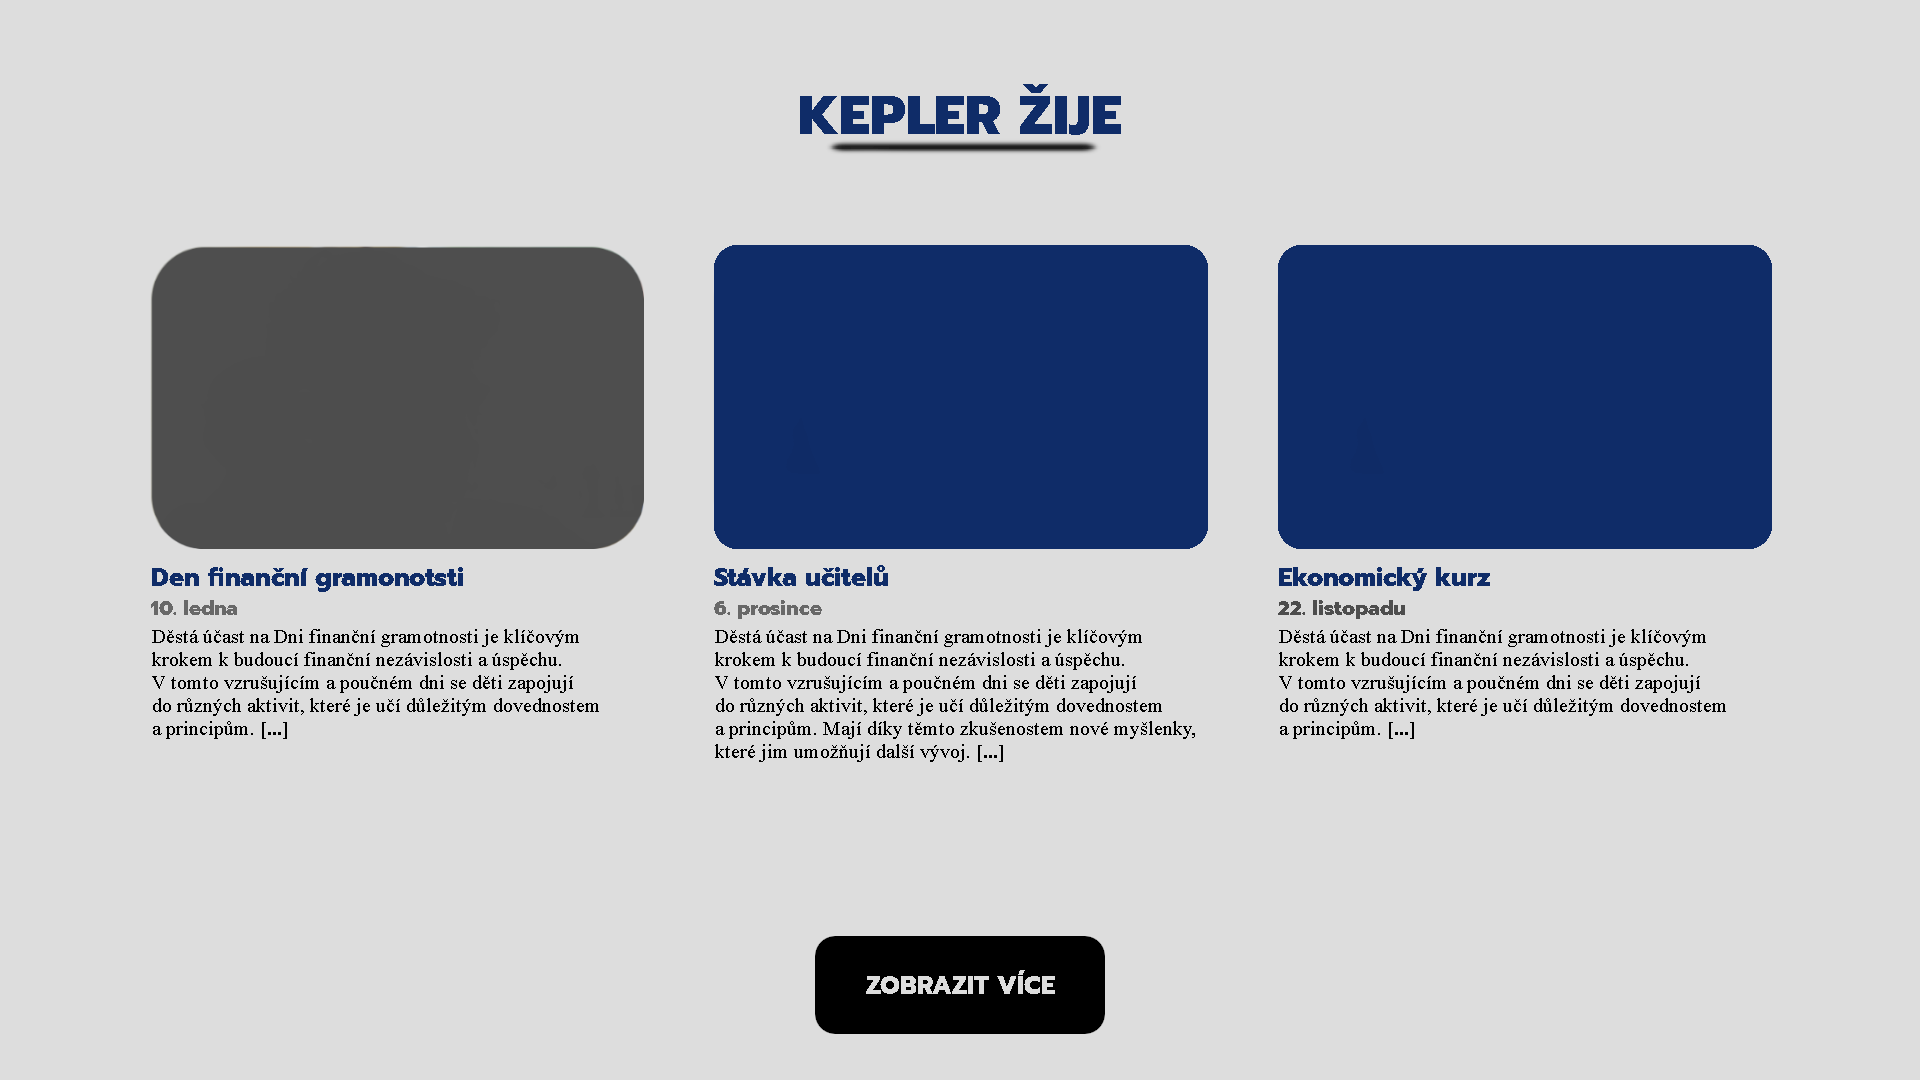 KEPLER ŽIJE
Den finanční gramonotsti
10. ledna
Děstá účast na Dni finanční gramotnosti je klíčovým
krokem k budoucí finanční nezávislosti a úspěchu.
V tomto vzrušujícím a poučném dni se děti zapojují
do různých aktivit, které je učí důležitým dovednostem
a principům. [...]
Stávka učitelů
6. prosince
Děstá účast na Dni finanční gramotnosti je klíčovým
krokem k budoucí finanční nezávislosti a úspěchu.
V tomto vzrušujícím a poučném dni se děti zapojují
do různých aktivit, které je učí důležitým dovednostem
a principům. Mají díky těmto zkušenostem nové myšlenky,
které jim umožňují další vývoj. [...]
Ekonomický kurz
22. listopadu
Děstá účast na Dni finanční gramotnosti je klíčovým
krokem k budoucí finanční nezávislosti a úspěchu.
V tomto vzrušujícím a poučném dni se děti zapojují
do různých aktivit, které je učí důležitým dovednostem
a principům. [...]
ZOBRAZIT VÍCE